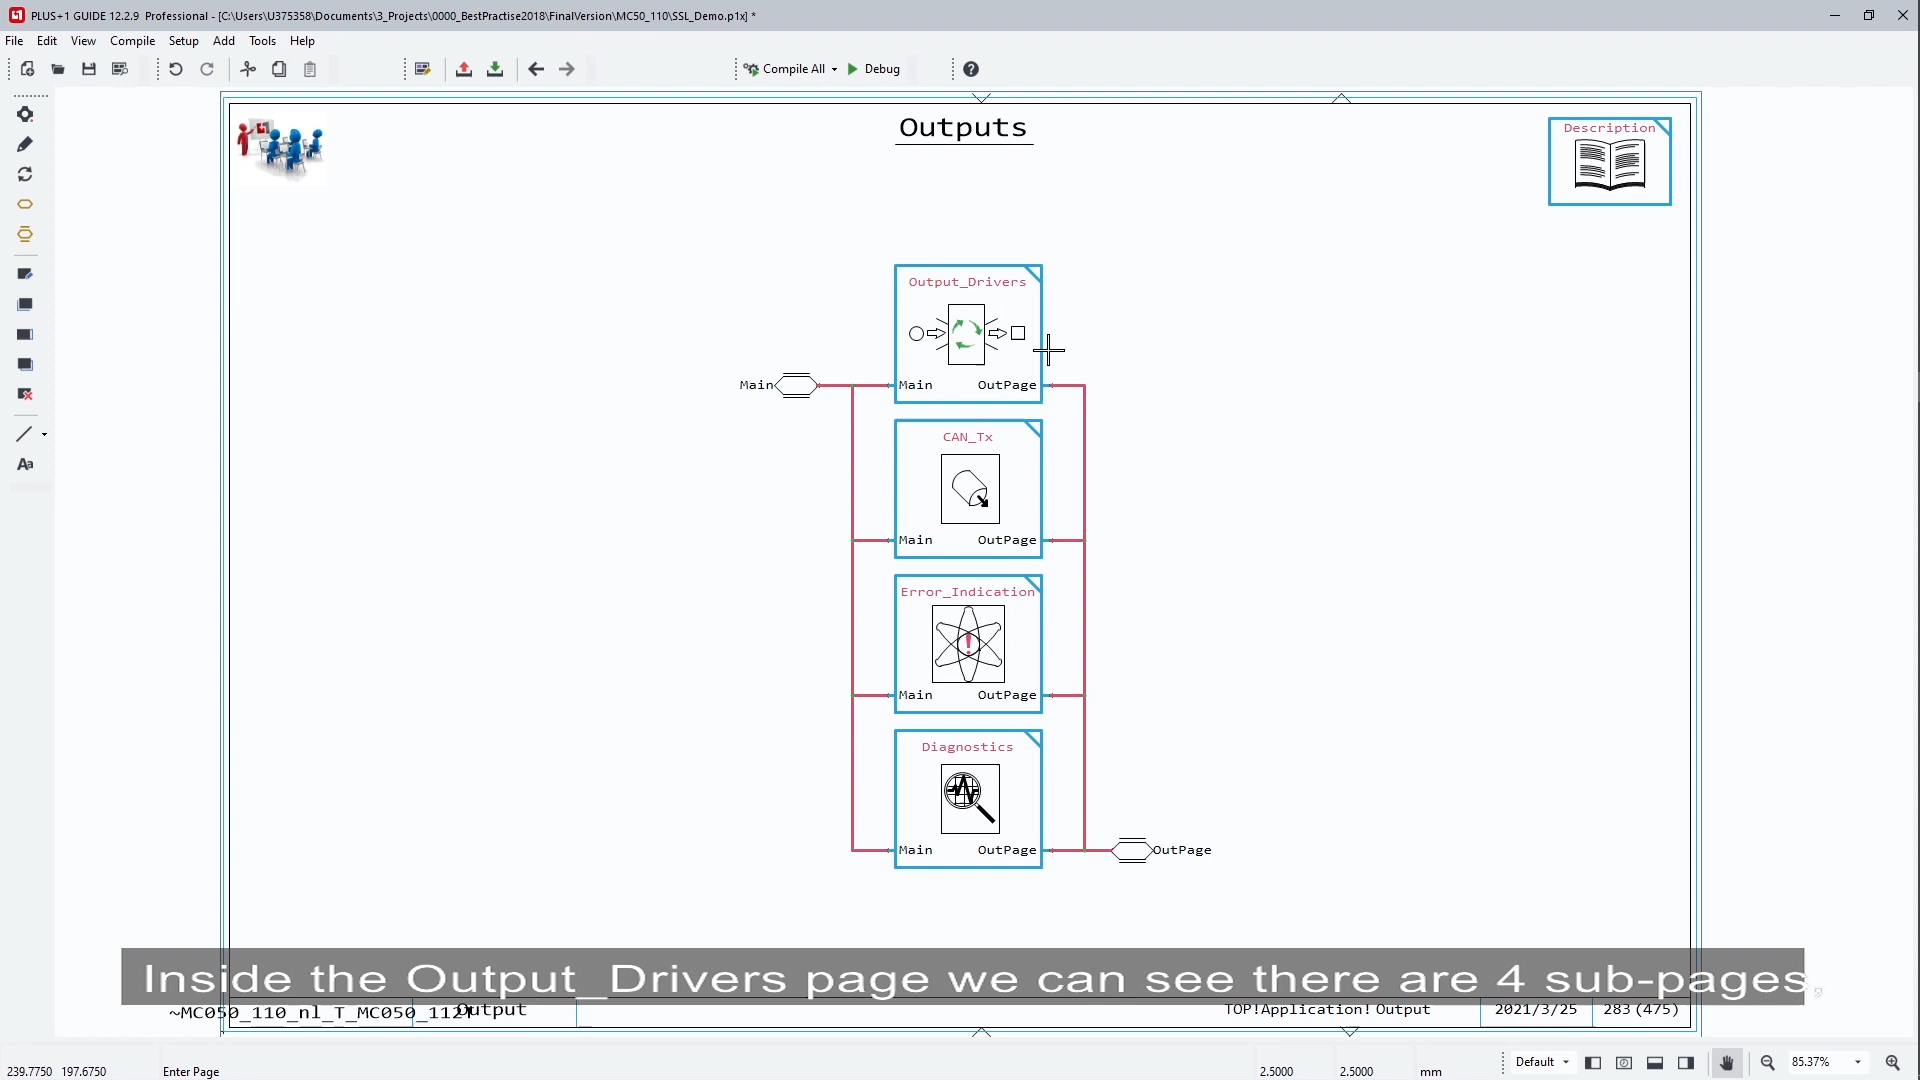 PLUS+1 GUIDE 12.2.9 Professional - [C:\Users\U375358\Documents\3_Projects\0000_BestPractise2018\FinalVersion\MC50_110\SSL_Demo.p1x] *
File Edit View Compile Setup Add Tools Help
Compile All Debug
Aa
Outputs
Description
Output_Drivers
Main Main OutPage
CAN_Tx
Main OutPage
Error_Indication
Main OutPage
Diagnostics
Main OutPage OutPage
Inside the Output_Drivers page we can see there are 4 sub-pages,
~MC050_110_nl_T_MC050_112T Output TOP!Application!Output 2021/3/25 283 (475)
239.7750 197.6750 Enter Page 2.5000 2.5000 mm Default 85.37%